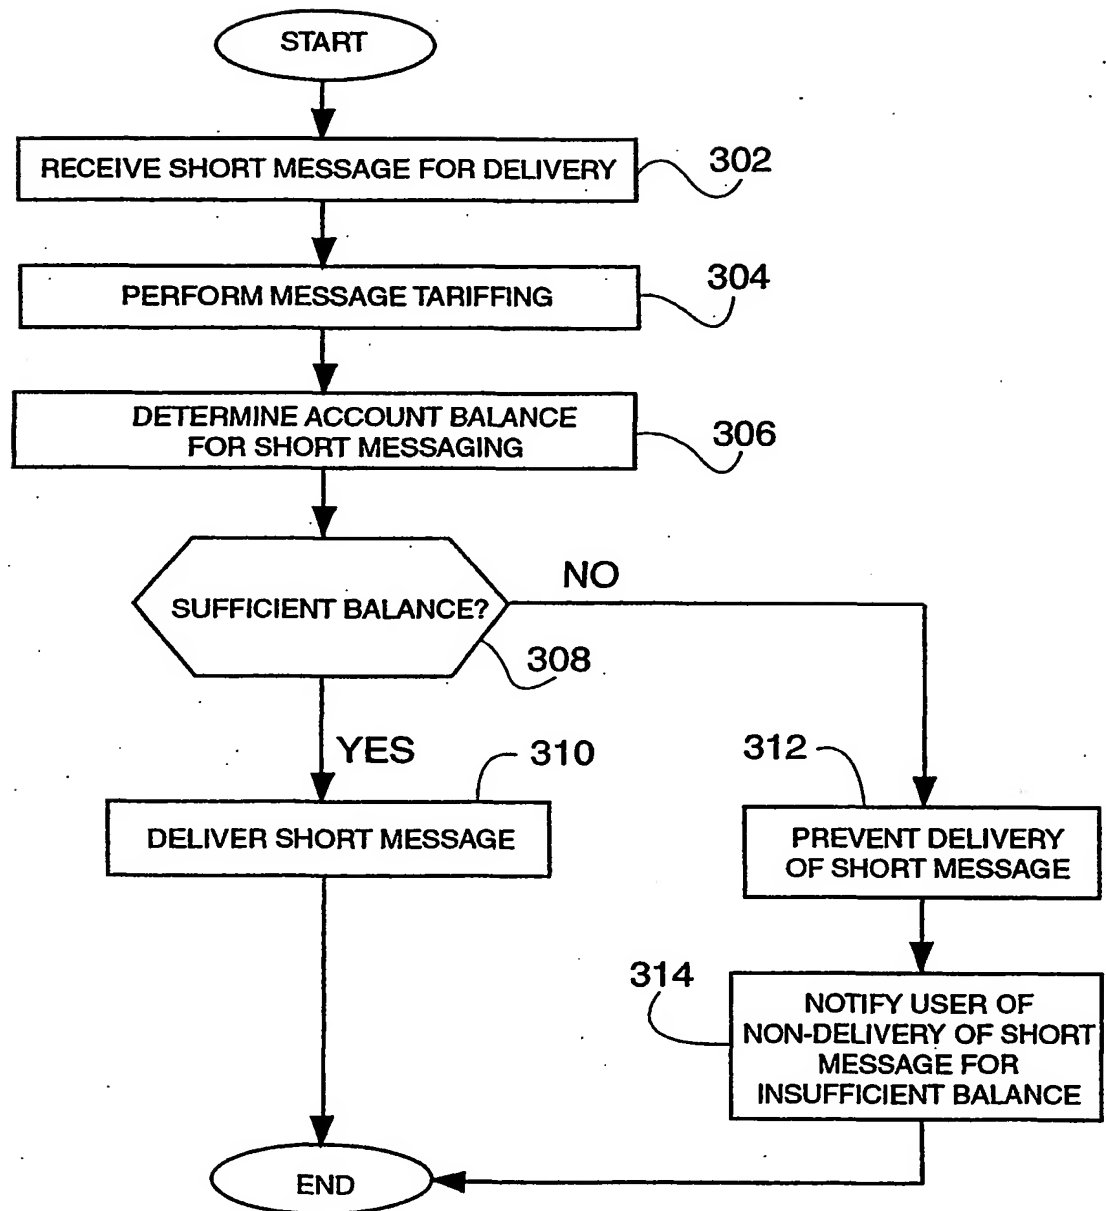 START
RECEIVE SHORT MESSAGE FOR DELIVERY
302
PERFORM MESSAGE TARIFFING
304
DETERMINE ACCOUNT BALANCE
FOR SHORT MESSAGING
306
SUFFICIENT BALANCE?
NO
308
YES
310
312
DELIVER SHORT MESSAGE
PREVENT DELIVERY
OF SHORT MESSAGE
314
NOTIFY USER OF
NON-DELIVERY OF SHORT
MESSAGE FOR
INSUFFICIENT BALANCE
END